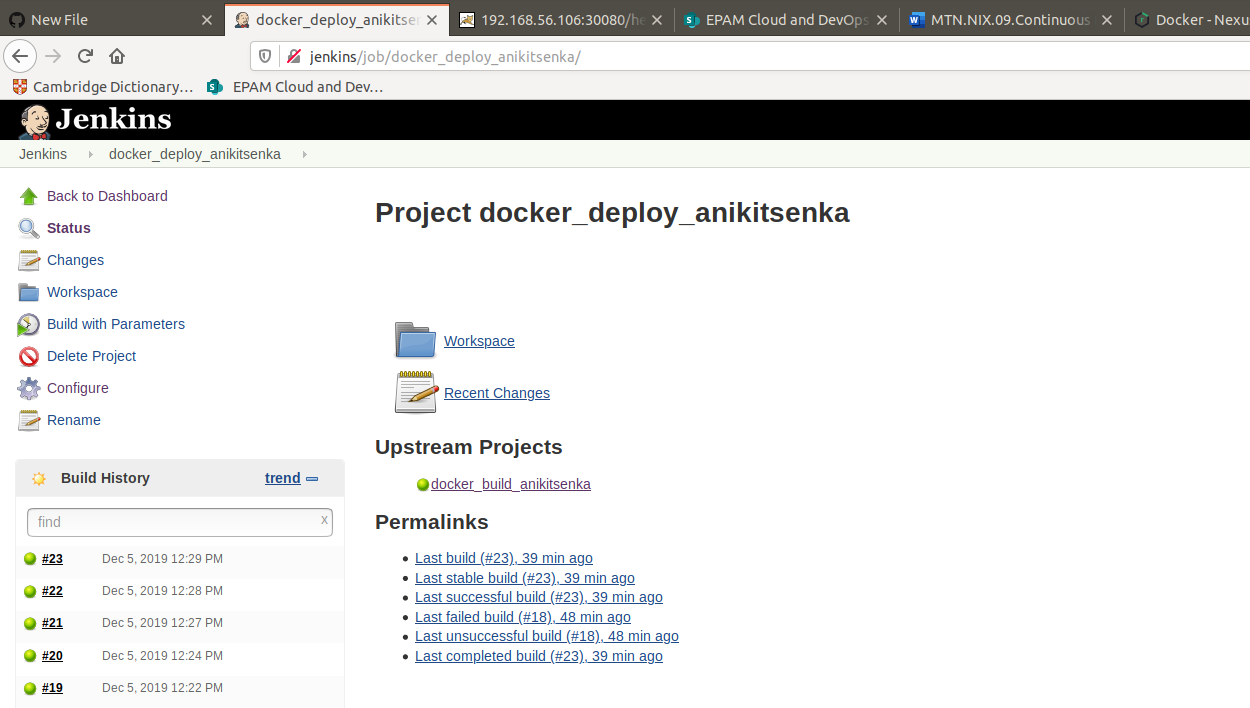 New File
docker_deploy_anikitsen
192.168.56.106:30080/he
EPAM Cloud and DevOps
MTN.NIX.09.Continuous
Docker - Nexu
jenkins/job/docker_deploy_anikitsenka/
Cambridge Dictionary…
EPAM Cloud and Dev…
Jenkins
Jenkins
docker_deploy_anikitsenka
Back to Dashboard
Status
Changes
Workspace
Build with Parameters
Delete Project
Configure
Rename
Build History
trend
find
x
#23 Dec 5, 2019 12:29 PM
#22 Dec 5, 2019 12:28 PM
#21 Dec 5, 2019 12:27 PM
#20 Dec 5, 2019 12:24 PM
#19 Dec 5, 2019 12:22 PM
Project docker_deploy_anikitsenka
Workspace
Recent Changes
Upstream Projects
docker_build_anikitsenka
Permalinks
Last build (#23), 39 min ago
Last stable build (#23), 39 min ago
Last successful build (#23), 39 min ago
Last failed build (#18), 48 min ago
Last unsuccessful build (#18), 48 min ago
Last completed build (#23), 39 min ago